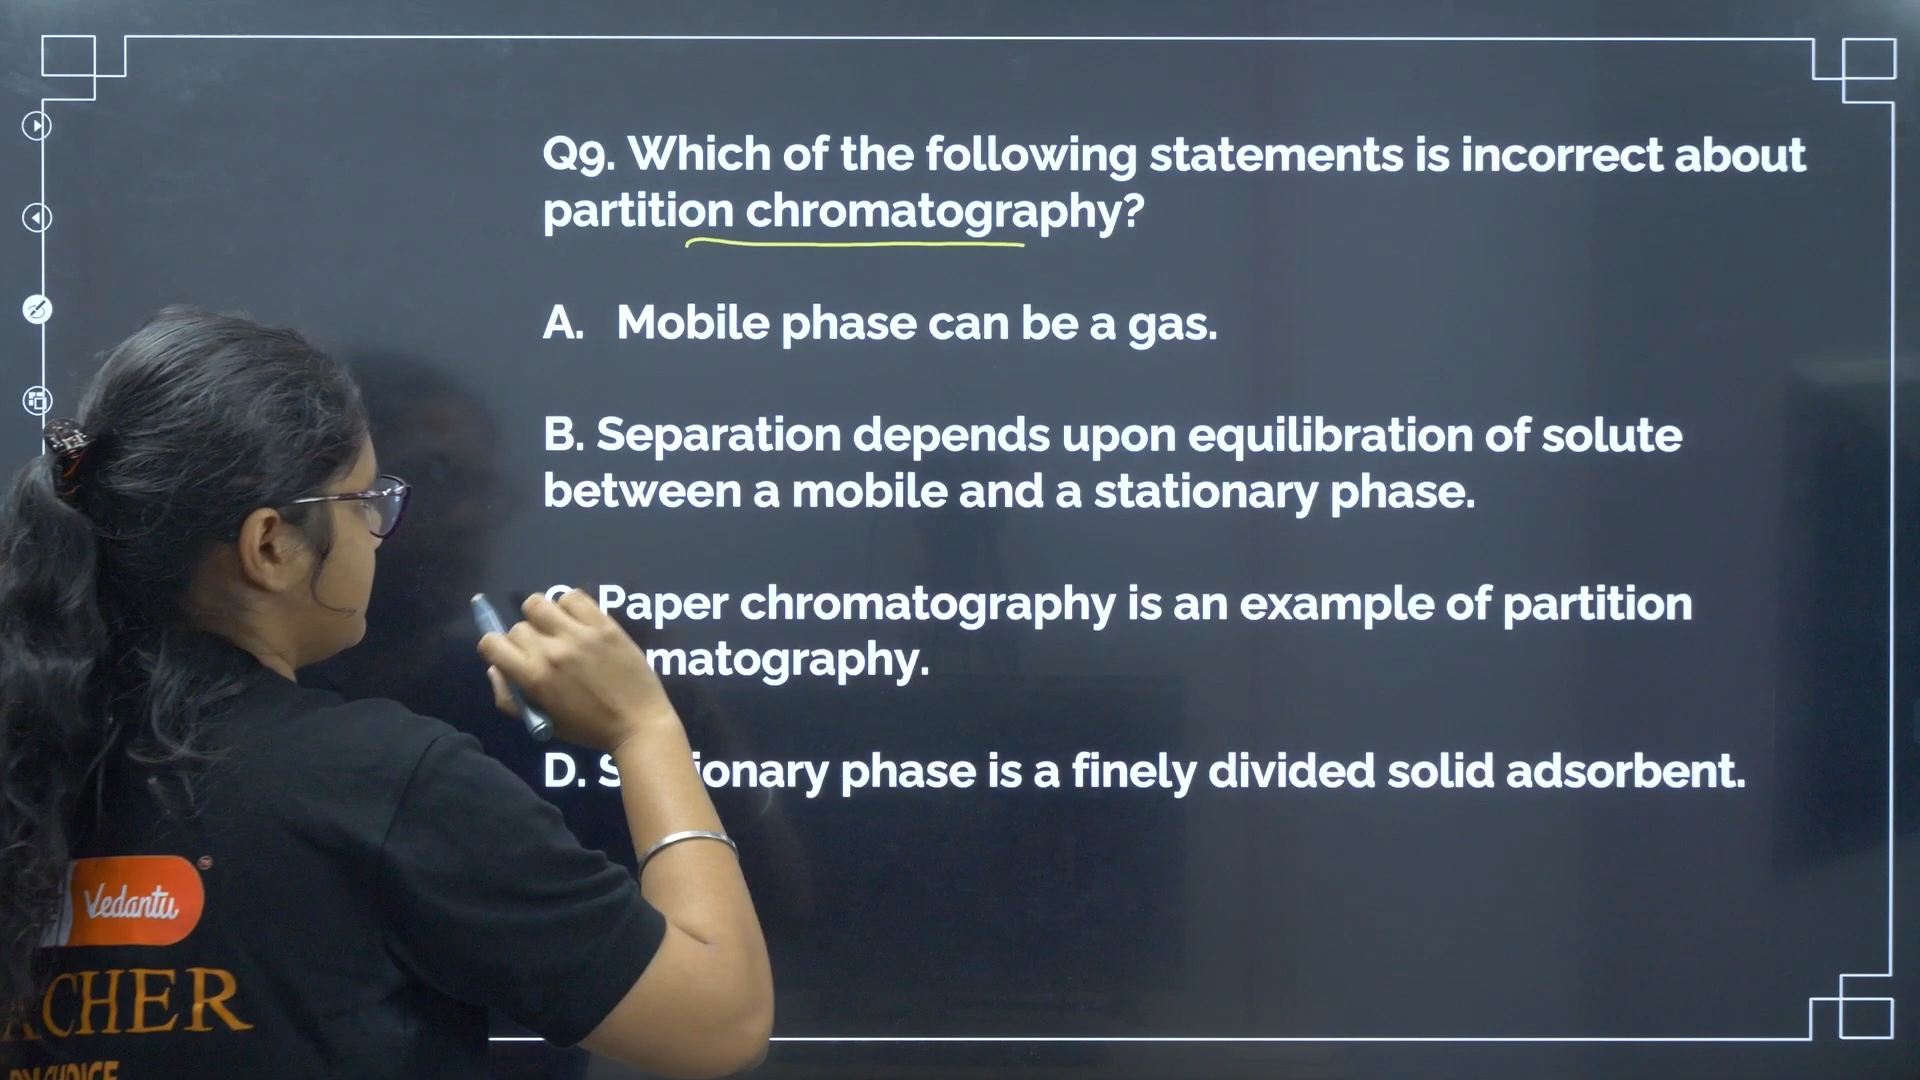 Q9. Which of the following statements is incorrect about
partition chromatography?
A. Mobile phase can be a gas.
B. Separation depends upon equilibration of solute
between a mobile and a stationary phase.
Paper chromatography is an example of partition
matography.
D. phase is a finely divided solid adsorbent.
Vedantu
CHER